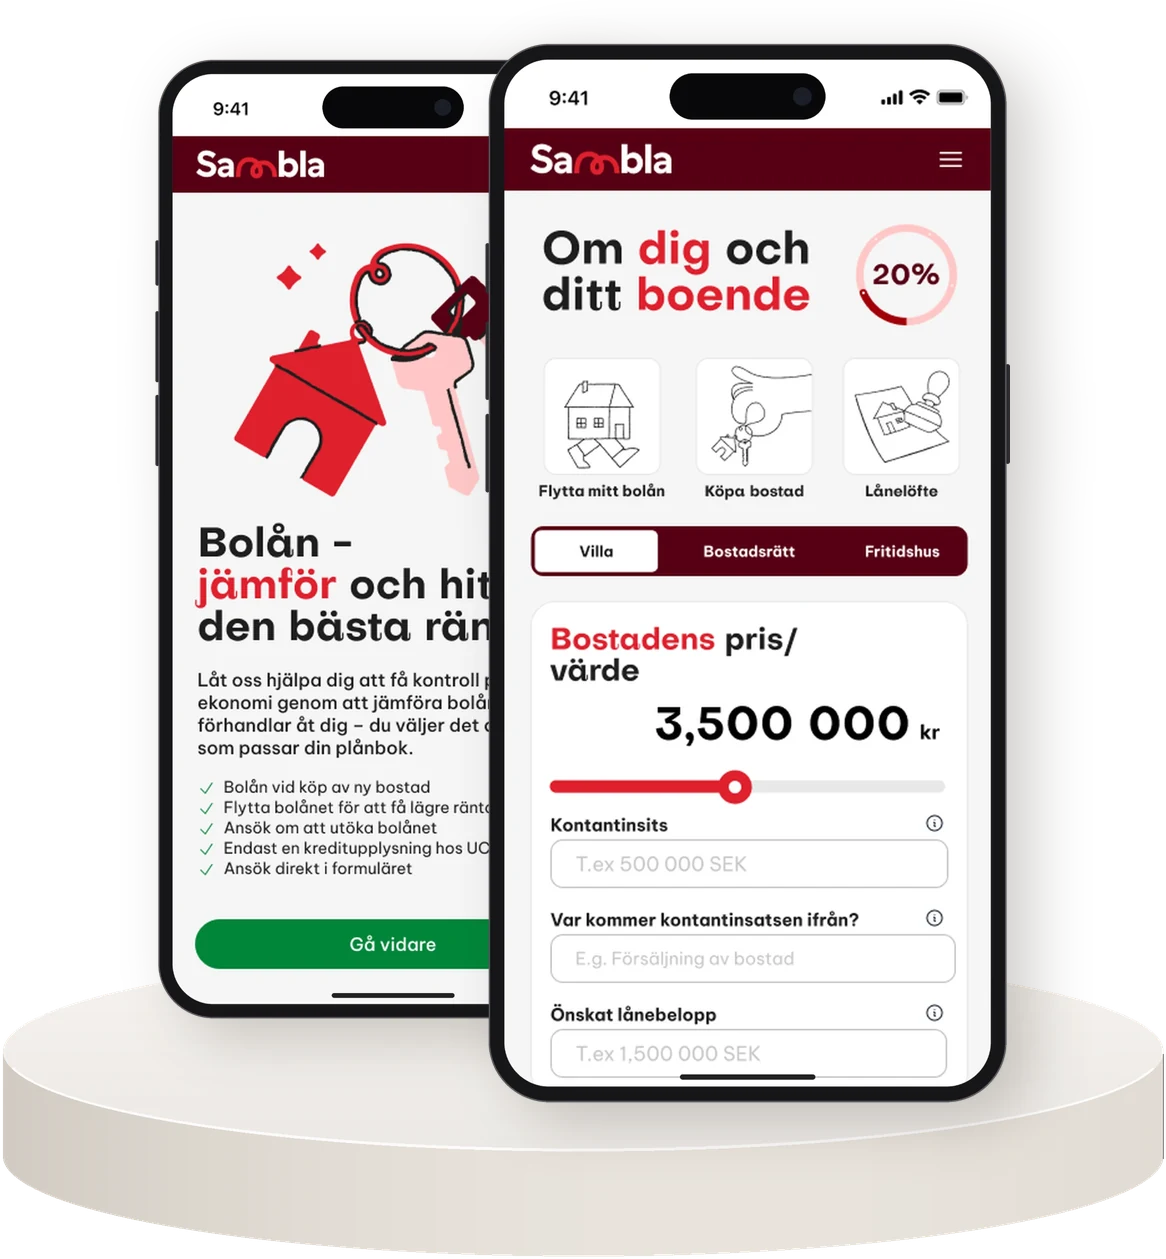 9:41
Sambla
Bolån –
jämför och hit
den bästa rän
Låt oss hjälpa dig att få kontroll
ekonomi genom att jämföra bolå
förhandlar åt dig – du väljer det
som passar din plånbok.
Bolån vid köp av ny bostad
Flytta bolånet för att få lägre ränta
Ansök om att utöka bolånet
Endast en kreditupplysning hos UC
Ansök direkt i formuläret
Gå vidare
9:41
Sambla
Om dig och
ditt boende
20%
Flytta mitt bolån
Köpa bostad
Lånelöfte
Villa
Bostadsrätt
Fritidshus
Bostadens pris/
värde
3,500 000 kr
Kontantinsits
T.ex 500 000 SEK
Var kommer kontantinsatsen ifrån?
E.g. Försäljning av bostad
Önskat lånebelopp
T.ex 1,500 000 SEK